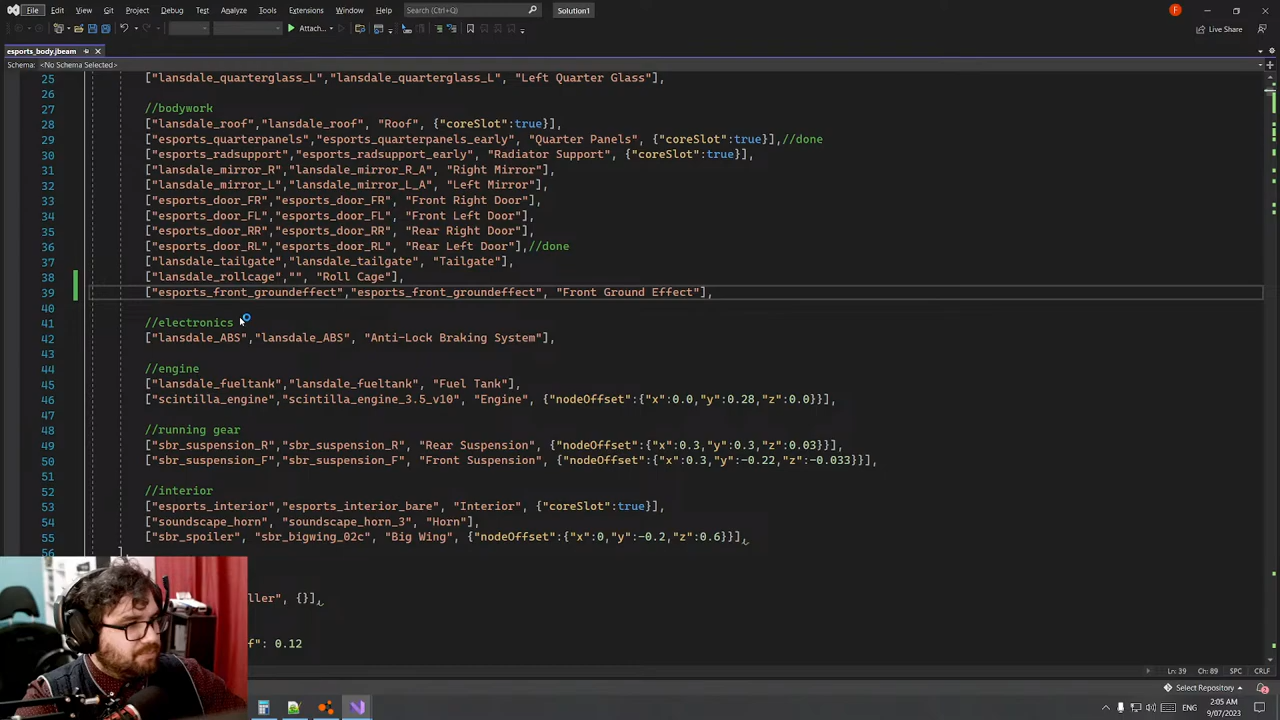 File Edit View Git Project Debug Test Analyze Tools Extensions Window Help Search (Ctrl+Q) Solution1 F
Attach... Live Share
esports_body.jbeam
Schema: <No Schema Selected>
25 ["lansdale_quarterglass_L","lansdale_quarterglass_L", "Left Quarter Glass"],
26
27 //bodywork
28 ["lansdale_roof","lansdale_roof", "Roof", {"coreSlot":true}],
29 ["esports_quarterpanels","esports_quarterpanels_early", "Quarter Panels", {"coreSlot":true}],//done
30 ["esports_radsupport","esports_radsupport_early", "Radiator Support", {"coreSlot":true}],
31 ["lansdale_mirror_R","lansdale_mirror_R_A", "Right Mirror"],
32 ["lansdale_mirror_L","lansdale_mirror_L_A", "Left Mirror"],
33 ["esports_door_FR","esports_door_FR", "Front Right Door"],
34 ["esports_door_FL","esports_door_FL", "Front Left Door"],
35 ["esports_door_RR","esports_door_RR", "Rear Right Door"],
36 ["esports_door_RL","esports_door_RL", "Rear Left Door"],//done
37 ["lansdale_tailgate","lansdale_tailgate", "Tailgate"],
38 ["lansdale_rollcage","", "Roll Cage"],
39 ["esports_front_groundeffect","esports_front_groundeffect", "Front Ground Effect"],
40
41 //electronics
42 ["lansdale_ABS","lansdale_ABS", "Anti-Lock Braking System"],
43
44 //engine
45 ["lansdale_fueltank","lansdale_fueltank", "Fuel Tank"],
46 ["scintilla_engine","scintilla_engine_3.5_v10", "Engine", {"nodeOffset":{"x":0.0,"y":0.28,"z":0.0}}],
47
48 //running gear
49 ["sbr_suspension_R","sbr_suspension_R", "Rear Suspension", {"nodeOffset":{"x":0.3,"y":0.3,"z":0.03}}],
50 ["sbr_suspension_F","sbr_suspension_F", "Front Suspension", {"nodeOffset":{"x":0.3,"y":-0.22,"z":-0.033}}],
51
52 //interior
53 ["esports_interior","esports_interior_bare", "Interior", {"coreSlot":true}],
54 ["soundscape_horn", "soundscape_horn_3", "Horn"],
55 ["sbr_spoiler", "sbr_bigwing_02c", "Big Wing", {"nodeOffset":{"x":0,"y":-0.2,"z":0.6}}],
56 ],
ller", {}],
f": 0.12
Ln: 39 Ch: 89 SPC CRLF
Select Repository
ENG 2:05 AM
9/07/2023